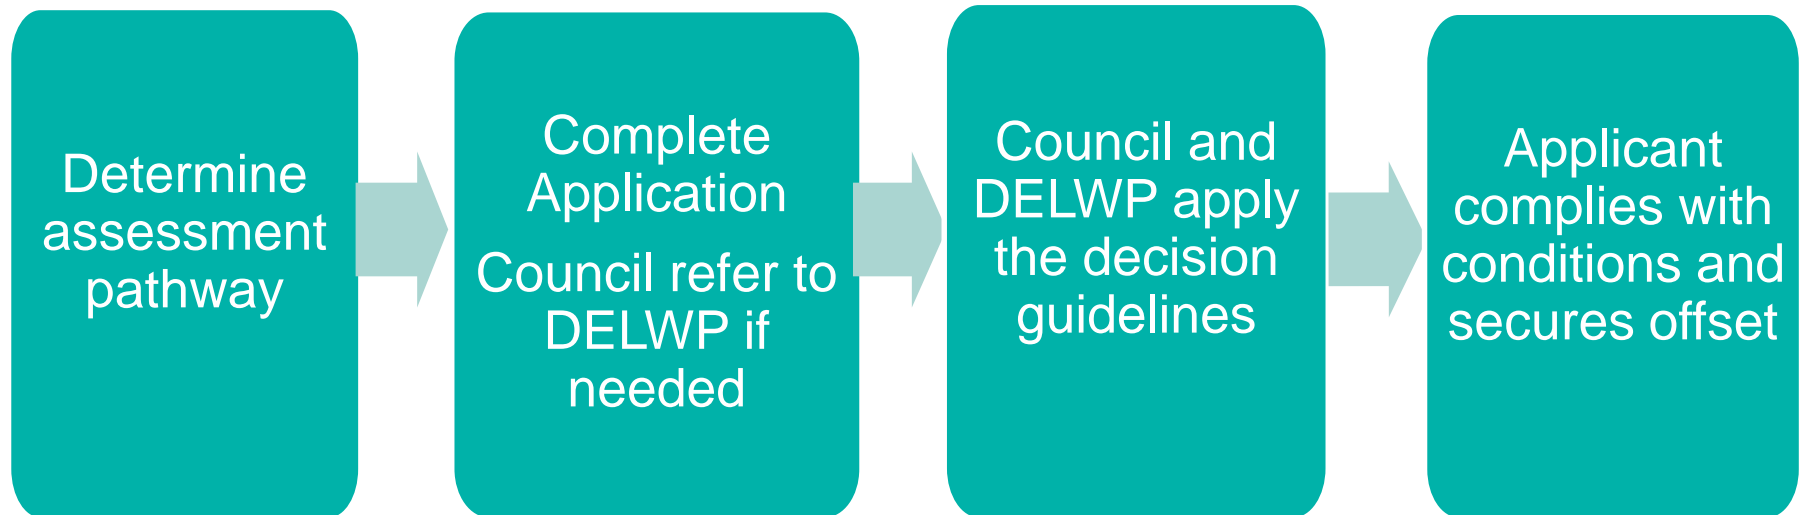 Determine
assessment
pathway
Complete
Application
Council refer to
DELWP if
needed
Council and
DELWP apply
the decision
guidelines
Applicant
complies with
conditions and
secures offset